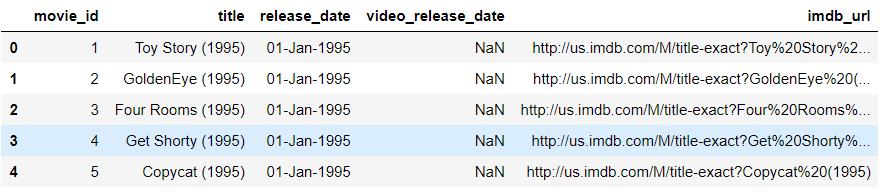 movie_id title release_date video_release_date imdb_url
0 1 Toy Story (1995) 01-Jan-1995 NaN http://us.imdb.com/M/title-exact?Toy%20Story%2...
1 2 GoldenEye (1995) 01-Jan-1995 NaN http://us.imdb.com/M/title-exact?GoldenEye%20(...
2 3 Four Rooms (1995) 01-Jan-1995 NaN http://us.imdb.com/M/title-exact?Four%20Rooms%...
3 4 Get Shorty (1995) 01-Jan-1995 NaN http://us.imdb.com/M/title-exact?Get%20Shorty%...
4 5 Copycat (1995) 01-Jan-1995 NaN http://us.imdb.com/M/title-exact?Copycat%20(1995)